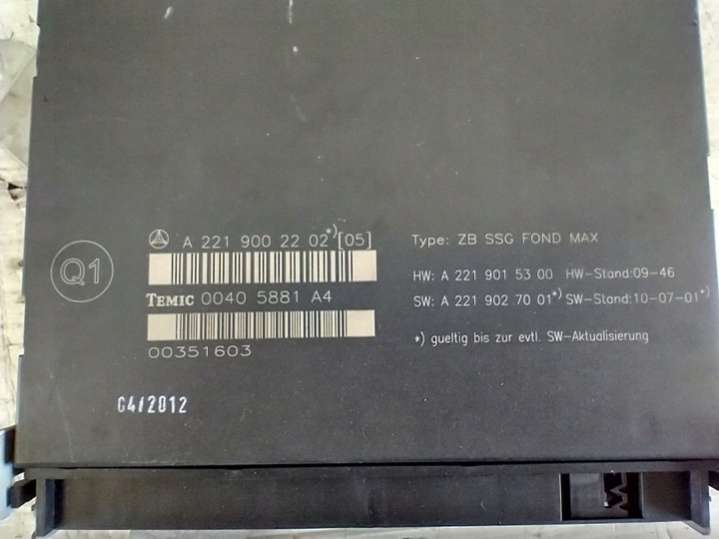 A 221 900 22 02*)[05]
Type: ZB SSG FOND MAX
Q1
HW: A 221 901 53 00 HW-Stand:09-46
TEMIC 0040 5881 A4
SW: A 221 902 70 01*) SW-Stand:10-07-01*)
*) gueltig bis zur evtl. SW-Aktualisierung
00351603
04/2012